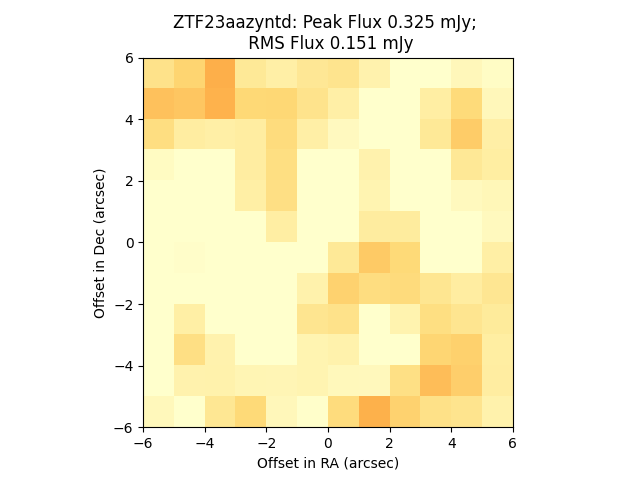 ZTF23aazyntd: Peak Flux 0.325 mJy;
RMS Flux 0.151 mJy
6
4
2
0
−2
−4
−6
Offset in Dec (arcsec)
−6 −4 −2 0 2 4 6
Offset in RA (arcsec)